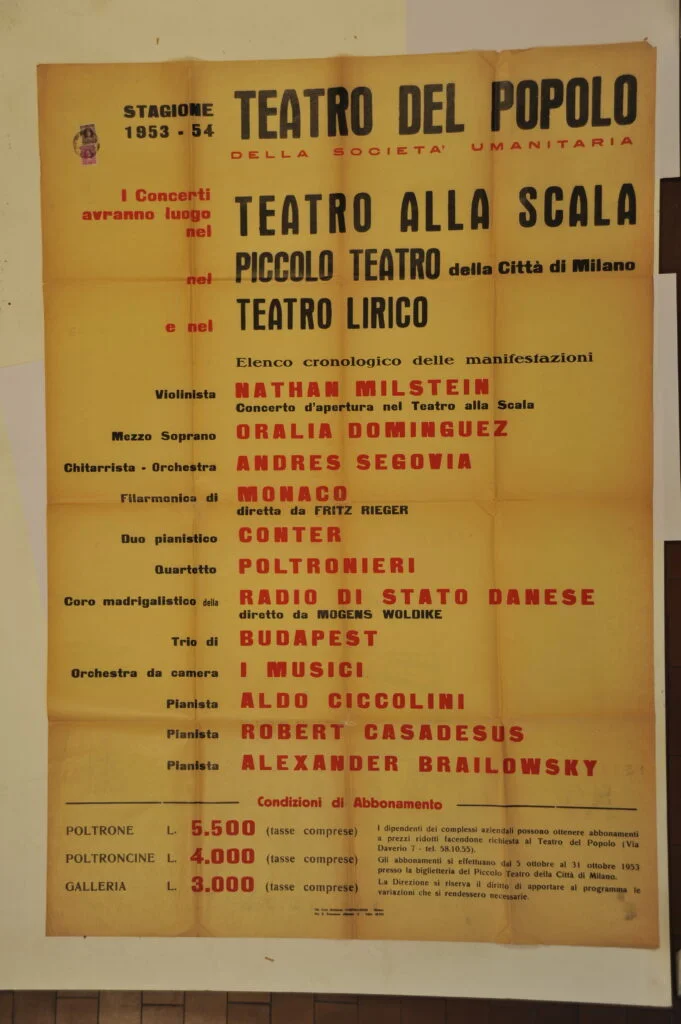 STAGIONE
1953 - 54
TEATRO DEL POPOLO
DELLA SOCIETA' UMANITARIA
I Concerti
avranno luogo
nel
TEATRO ALLA SCALA
nel
PICCOLO TEATRO della Città di Milano
e nel
TEATRO LIRICO
Elenco cronologico delle manifestazioni
Violinista NATHAN MILSTEIN
Concerto d'apertura nel Teatro alla Scala
Mezzo Soprano ORALIA DOMINGUEZ
Chitarrista - Orchestra ANDRES SEGOVIA
Filarmonica di MONACO
diretta da FRITZ RIEGER
Duo pianistico CONTER
Quartetto POLTRONIERI
Coro madrigalistico della RADIO DI STATO DANESE
diretto da MOGENS WOLDIKE
Trio di BUDAPEST
Orchestra da camera I MUSICI
Pianista ALDO CICCOLINI
Pianista ROBERT CASADESUS
Pianista ALEXANDER BRAILOWSKY
Condizioni di Abbonamento
POLTRONE L. 5.500 (tasse comprese)
POLTRONCINE L. 4.000 (tasse comprese)
GALLERIA L. 3.000 (tasse comprese)
I dipendenti dei complessi aziendali possono ottenere abbonamenti
a prezzi ridotti facendone richiesta al Teatro del Popolo (Via
Daverio 7 - tel. 58.10.55).
Gli abbonamenti si effettuano dal 5 ottobre al 31 ottobre 1953
presso la biglietteria del Piccolo Teatro della Città di Milano.
La Direzione si riserva il diritto di apportare al programma le
variazioni che si rendessero necessarie.